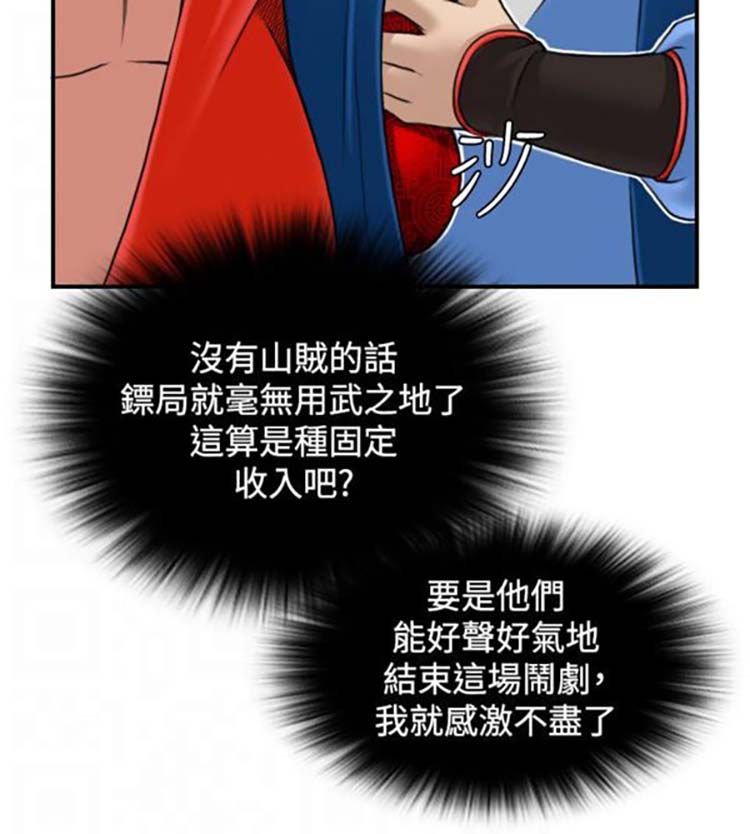 沙
沒有山賊的話
鏢局就毫無用武之地了
這算是種固定
收入吧?
要是他們
能好聲好氣地
結束這場鬧劇,
我就感激不盡了